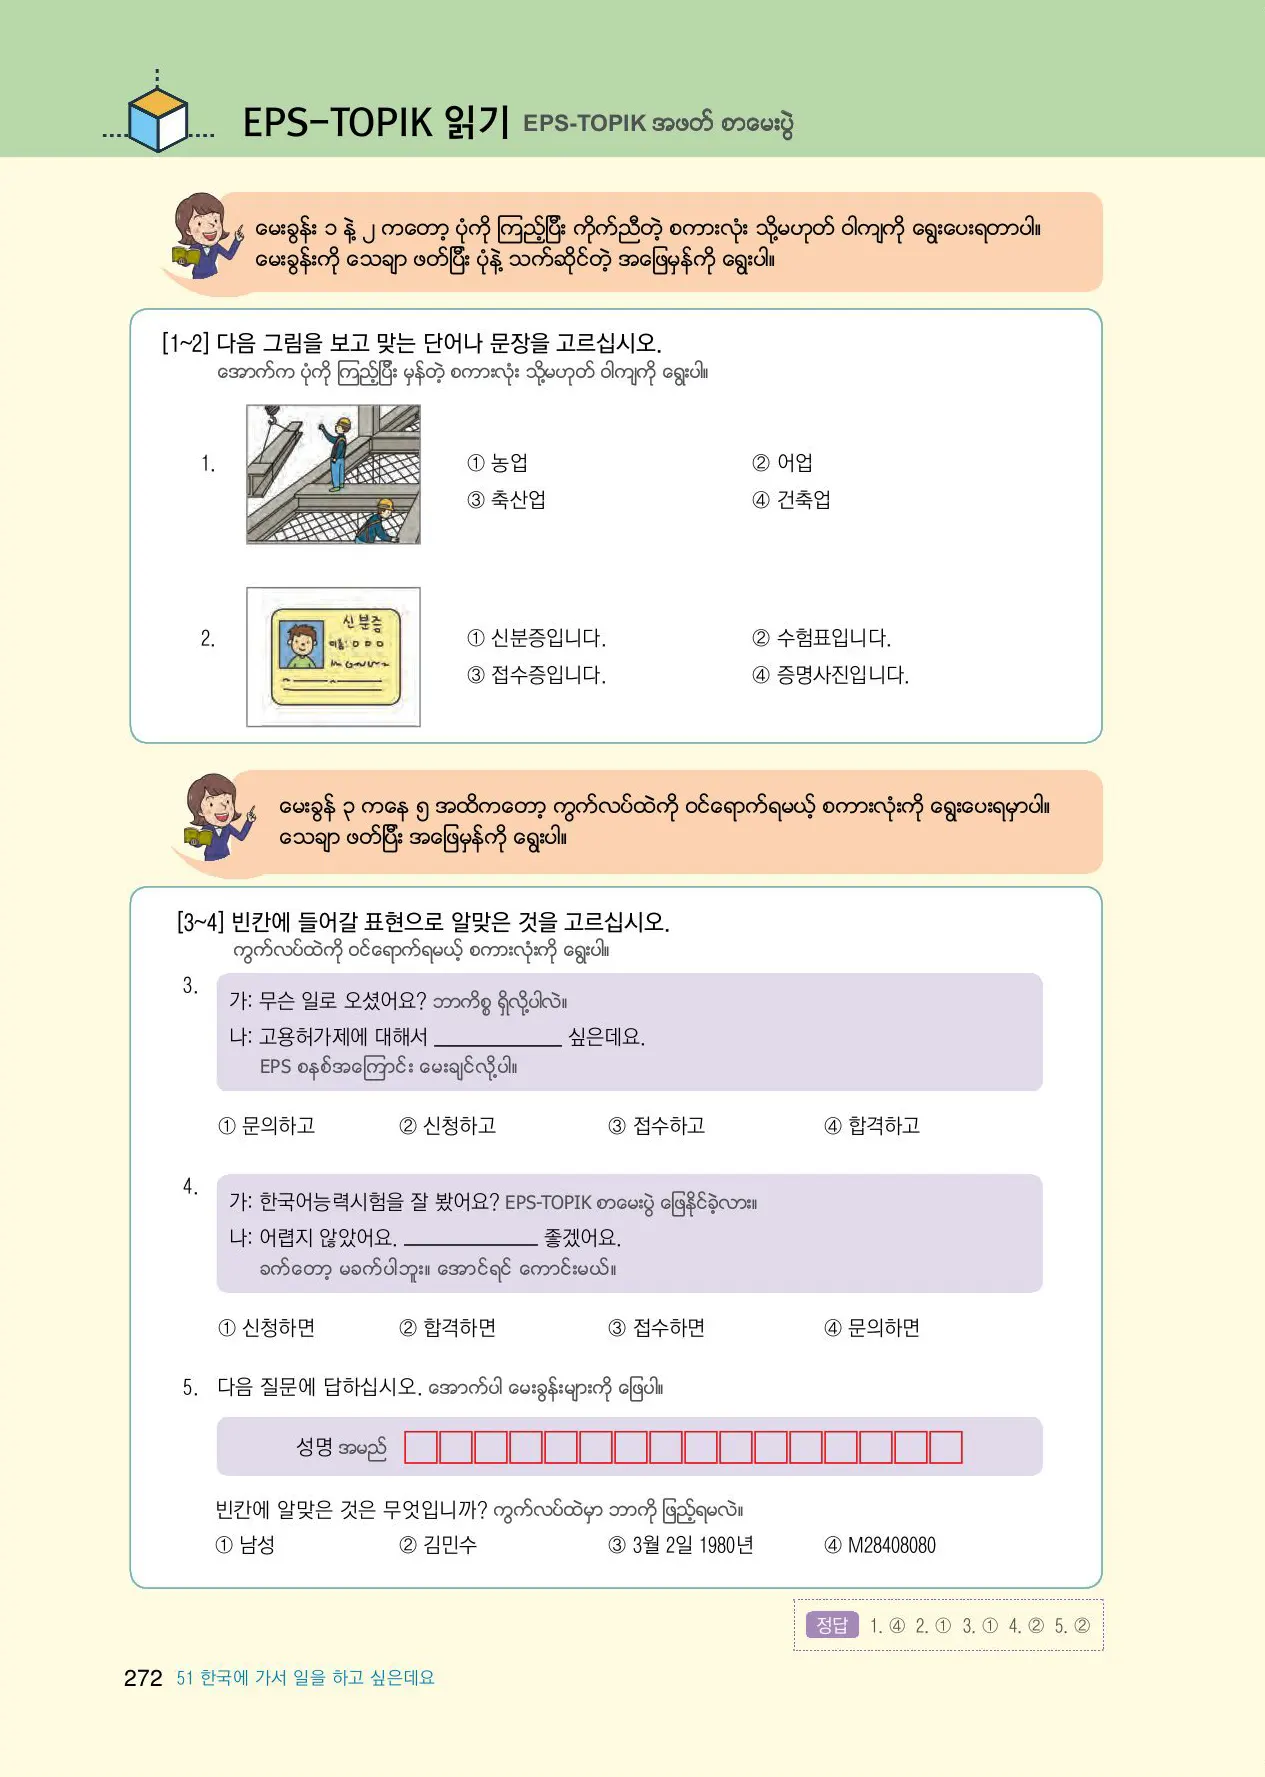 EPS-TOPIK 읽기 EPS-TOPIK အဖတ် စာမေးပွဲ
မေးခွန်း ၁ နဲ့ ၂ ကတော့ ပုံကို ကြည့်ပြီး ကိုက်ညီတဲ့ စကားလုံး သို့မဟုတ် ဝါကျကို ရွေးပေးရတာပါ။
မေးခွန်းကို သေချာ ဖတ်ပြီး ပုံနဲ့ သက်ဆိုင်တဲ့ အဖြေမှန်ကို ရွေးပါ။
[1~2] 다음 그림을 보고 맞는 단어나 문장을 고르십시오.
အောက်က ပုံကို ကြည့်ပြီး မှန်တဲ့ စကားလုံး သို့မဟုတ် ဝါကျကို ရွေးပါ။
1. ① 농업 ② 어업
③ 축산업 ④ 건축업
신분증
이름: ㅁㅁㅁ
2. ① 신분증입니다. ② 수험표입니다.
③ 접수증입니다. ④ 증명사진입니다.
မေးခွန် ၃ ကနေ ၅ အထိကတော့ ကွက်လပ်ထဲကို ဝင်ရောက်ရမယ့် စကားလုံးကို ရွေးပေးရမှာပါ။
သေချာ ဖတ်ပြီး အဖြေမှန်ကို ရွေးပါ။
[3~4] 빈칸에 들어갈 표현으로 알맞은 것을 고르십시오.
ကွက်လပ်ထဲကို ဝင်ရောက်ရမယ့် စကားလုံးကို ရွေးပါ။
3. 가: 무슨 일로 오셨어요? ဘာကိစ္စ ရှိလို့ပါလဲ။
나: 고용허가제에 대해서 ____________ 싶은데요.
EPS စနစ်အကြောင်း မေးချင်လို့ပါ။
① 문의하고 ② 신청하고 ③ 접수하고 ④ 합격하고
4. 가: 한국어능력시험을 잘 봤어요? EPS-TOPIK စာမေးပွဲ ဖြေနိုင်ခဲ့လား။
나: 어렵지 않았어요. ____________ 좋겠어요.
ခက်တော့ မခက်ပါဘူး။ အောင်ရင် ကောင်းမယ်။
① 신청하면 ② 합격하면 ③ 접수하면 ④ 문의하면
5. 다음 질문에 답하십시오. အောက်ပါ မေးခွန်းများကို ဖြေပါ။
성명 အမည်
빈칸에 알맞은 것은 무엇입니까? ကွက်လပ်ထဲမှာ ဘာကို ဖြည့်ရမလဲ။
① 남성 ② 김민수 ③ 3월 2일 1980년 ④ M28408080
정답 1. ④ 2. ① 3. ① 4. ② 5. ②
272 51 한국에 가서 일을 하고 싶은데요